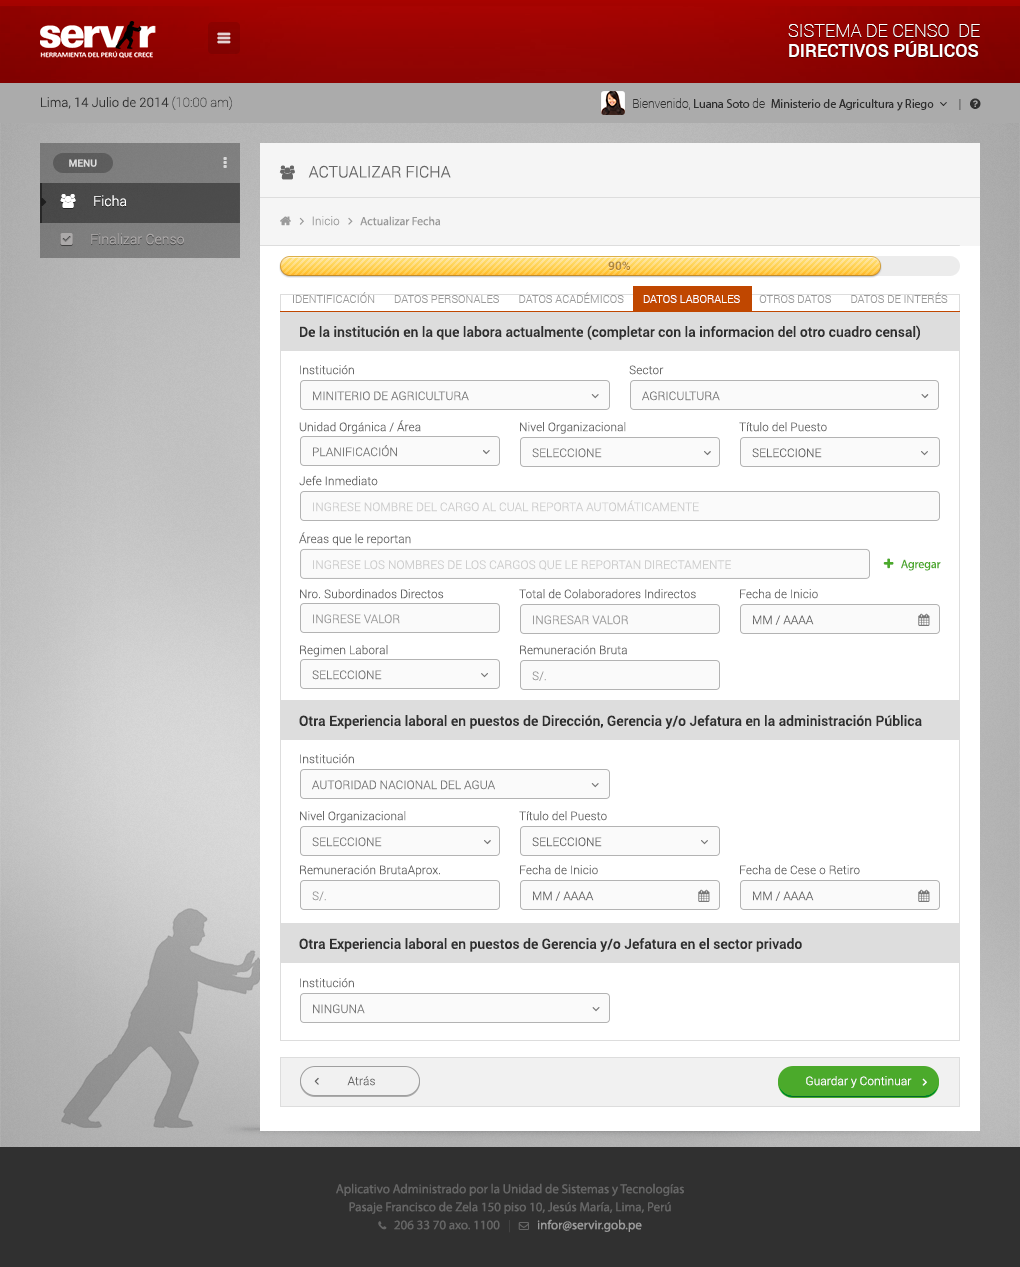 servir
HERRAMIENTA DEL PERÚ QUE CRECE
SISTEMA DE CENSO DE
DIRECTIVOS PÚBLICOS
Lima, 14 Julio de 2014 (10:00 am)
Bienvenido, Luana Soto de Ministerio de Agricultura y Riego |
MENU
Ficha
Finalizar Censo
ACTUALIZAR FICHA
Inicio > Actualizar Fecha
90%
IDENTIFICACIÓN DATOS PERSONALES DATOS ACADÉMICOS DATOS LABORALES OTROS DATOS DATOS DE INTERÉS
De la institución en la que labora actualmente (completar con la informacion del otro cuadro censal)
Institución Sector
MINITERIO DE AGRICULTURA AGRICULTURA
Unidad Orgánica / Área Nivel Organizacional Título del Puesto
PLANIFICACIÓN SELECCIONE SELECCIONE
Jefe Inmediato
INGRESE NOMBRE DEL CARGO AL CUAL REPORTA AUTOMÁTICAMENTE
Áreas que le reportan
INGRESE LOS NOMBRES DE LOS CARGOS QUE LE REPORTAN DIRECTAMENTE + Agregar
Nro. Subordinados Directos Total de Colaboradores Indirectos Fecha de Inicio
INGRESE VALOR INGRESAR VALOR MM / AAAA
Regimen Laboral Remuneración Bruta
SELECCIONE S/.
Otra Experiencia laboral en puestos de Dirección, Gerencia y/o Jefatura en la administración Pública
Institución
AUTORIDAD NACIONAL DEL AGUA
Nivel Organizacional Título del Puesto
SELECCIONE SELECCIONE
Remuneración BrutaAprox. Fecha de Inicio Fecha de Cese o Retiro
S/. MM / AAAA MM / AAAA
Otra Experiencia laboral en puestos de Gerencia y/o Jefatura en el sector privado
Institución
NINGUNA
Atrás Guardar y Continuar
Aplicativo Administrado por la Unidad de Sistemas y Tecnologías
Pasaje Francisco de Zela 150 piso 10, Jesús María, Lima, Perú
206 33 70 axo. 1100 | infor@servir.gob.pe